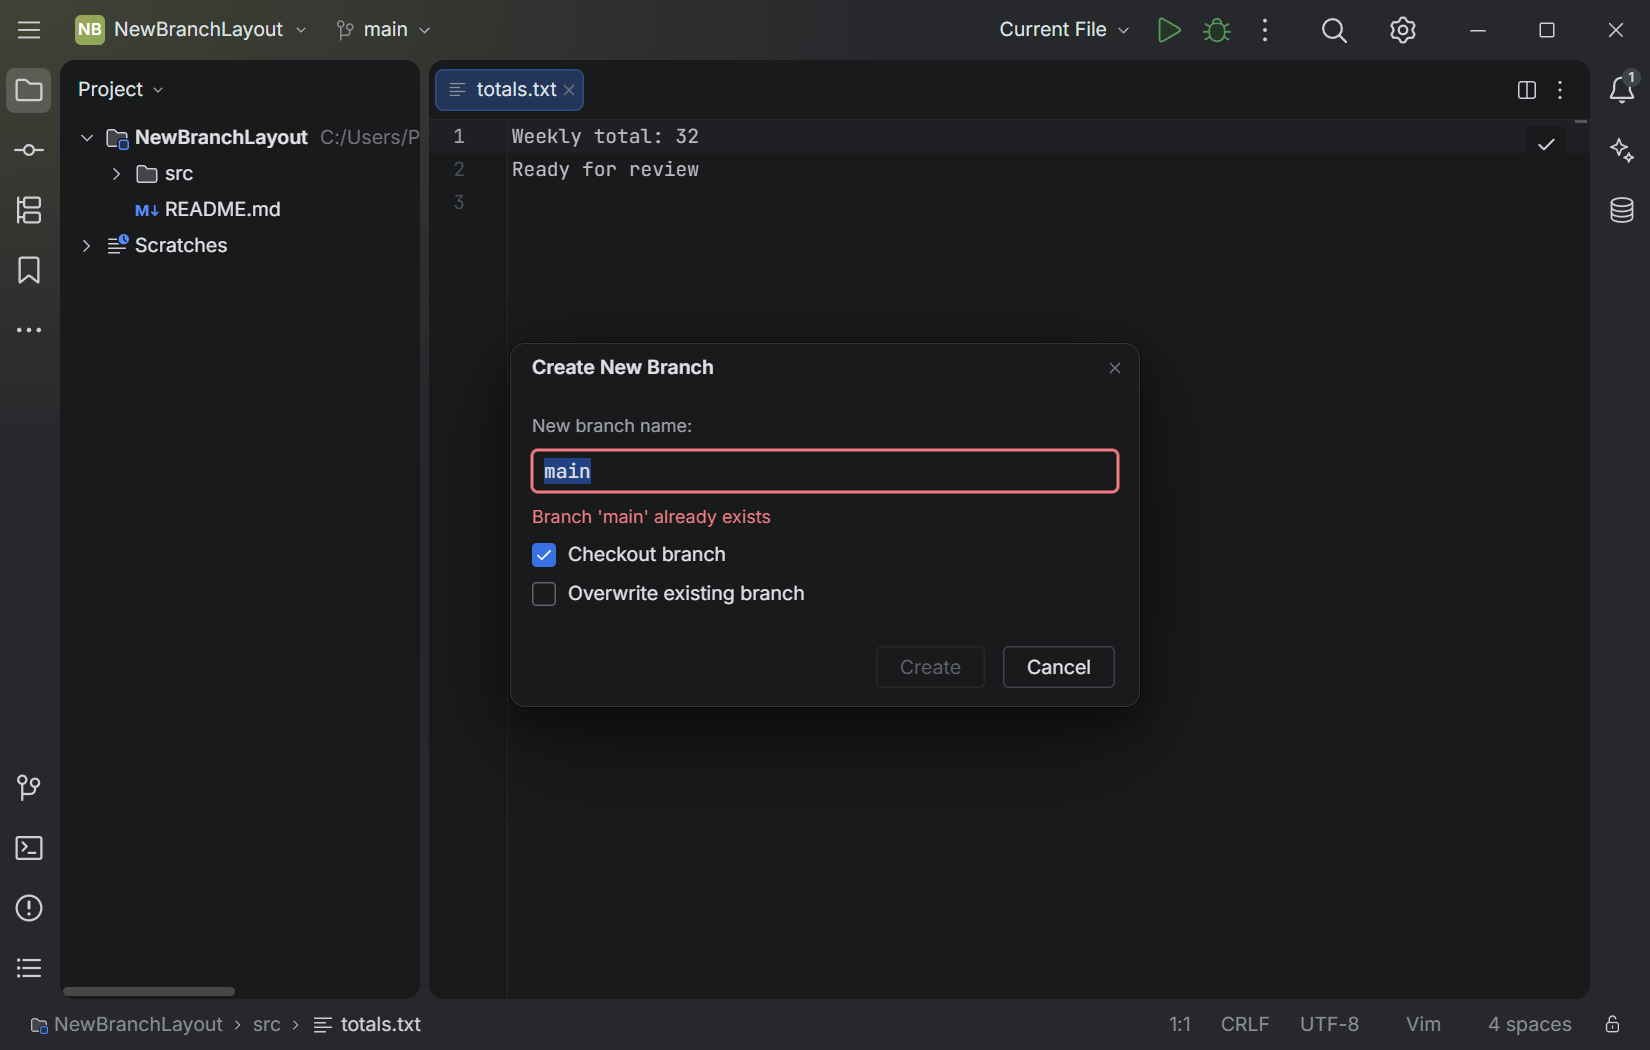 NB NewBranchLayout main Current File
Project
totals.txt
1
NewBranchLayout C:/Users/P
src
M↓ README.md
Scratches
1 Weekly total: 32
2 Ready for review
3
Create New Branch
New branch name:
main
Branch 'main' already exists
Checkout branch
Overwrite existing branch
Create Cancel
NewBranchLayout › src › totals.txt 1:1 CRLF UTF-8 Vim 4 spaces